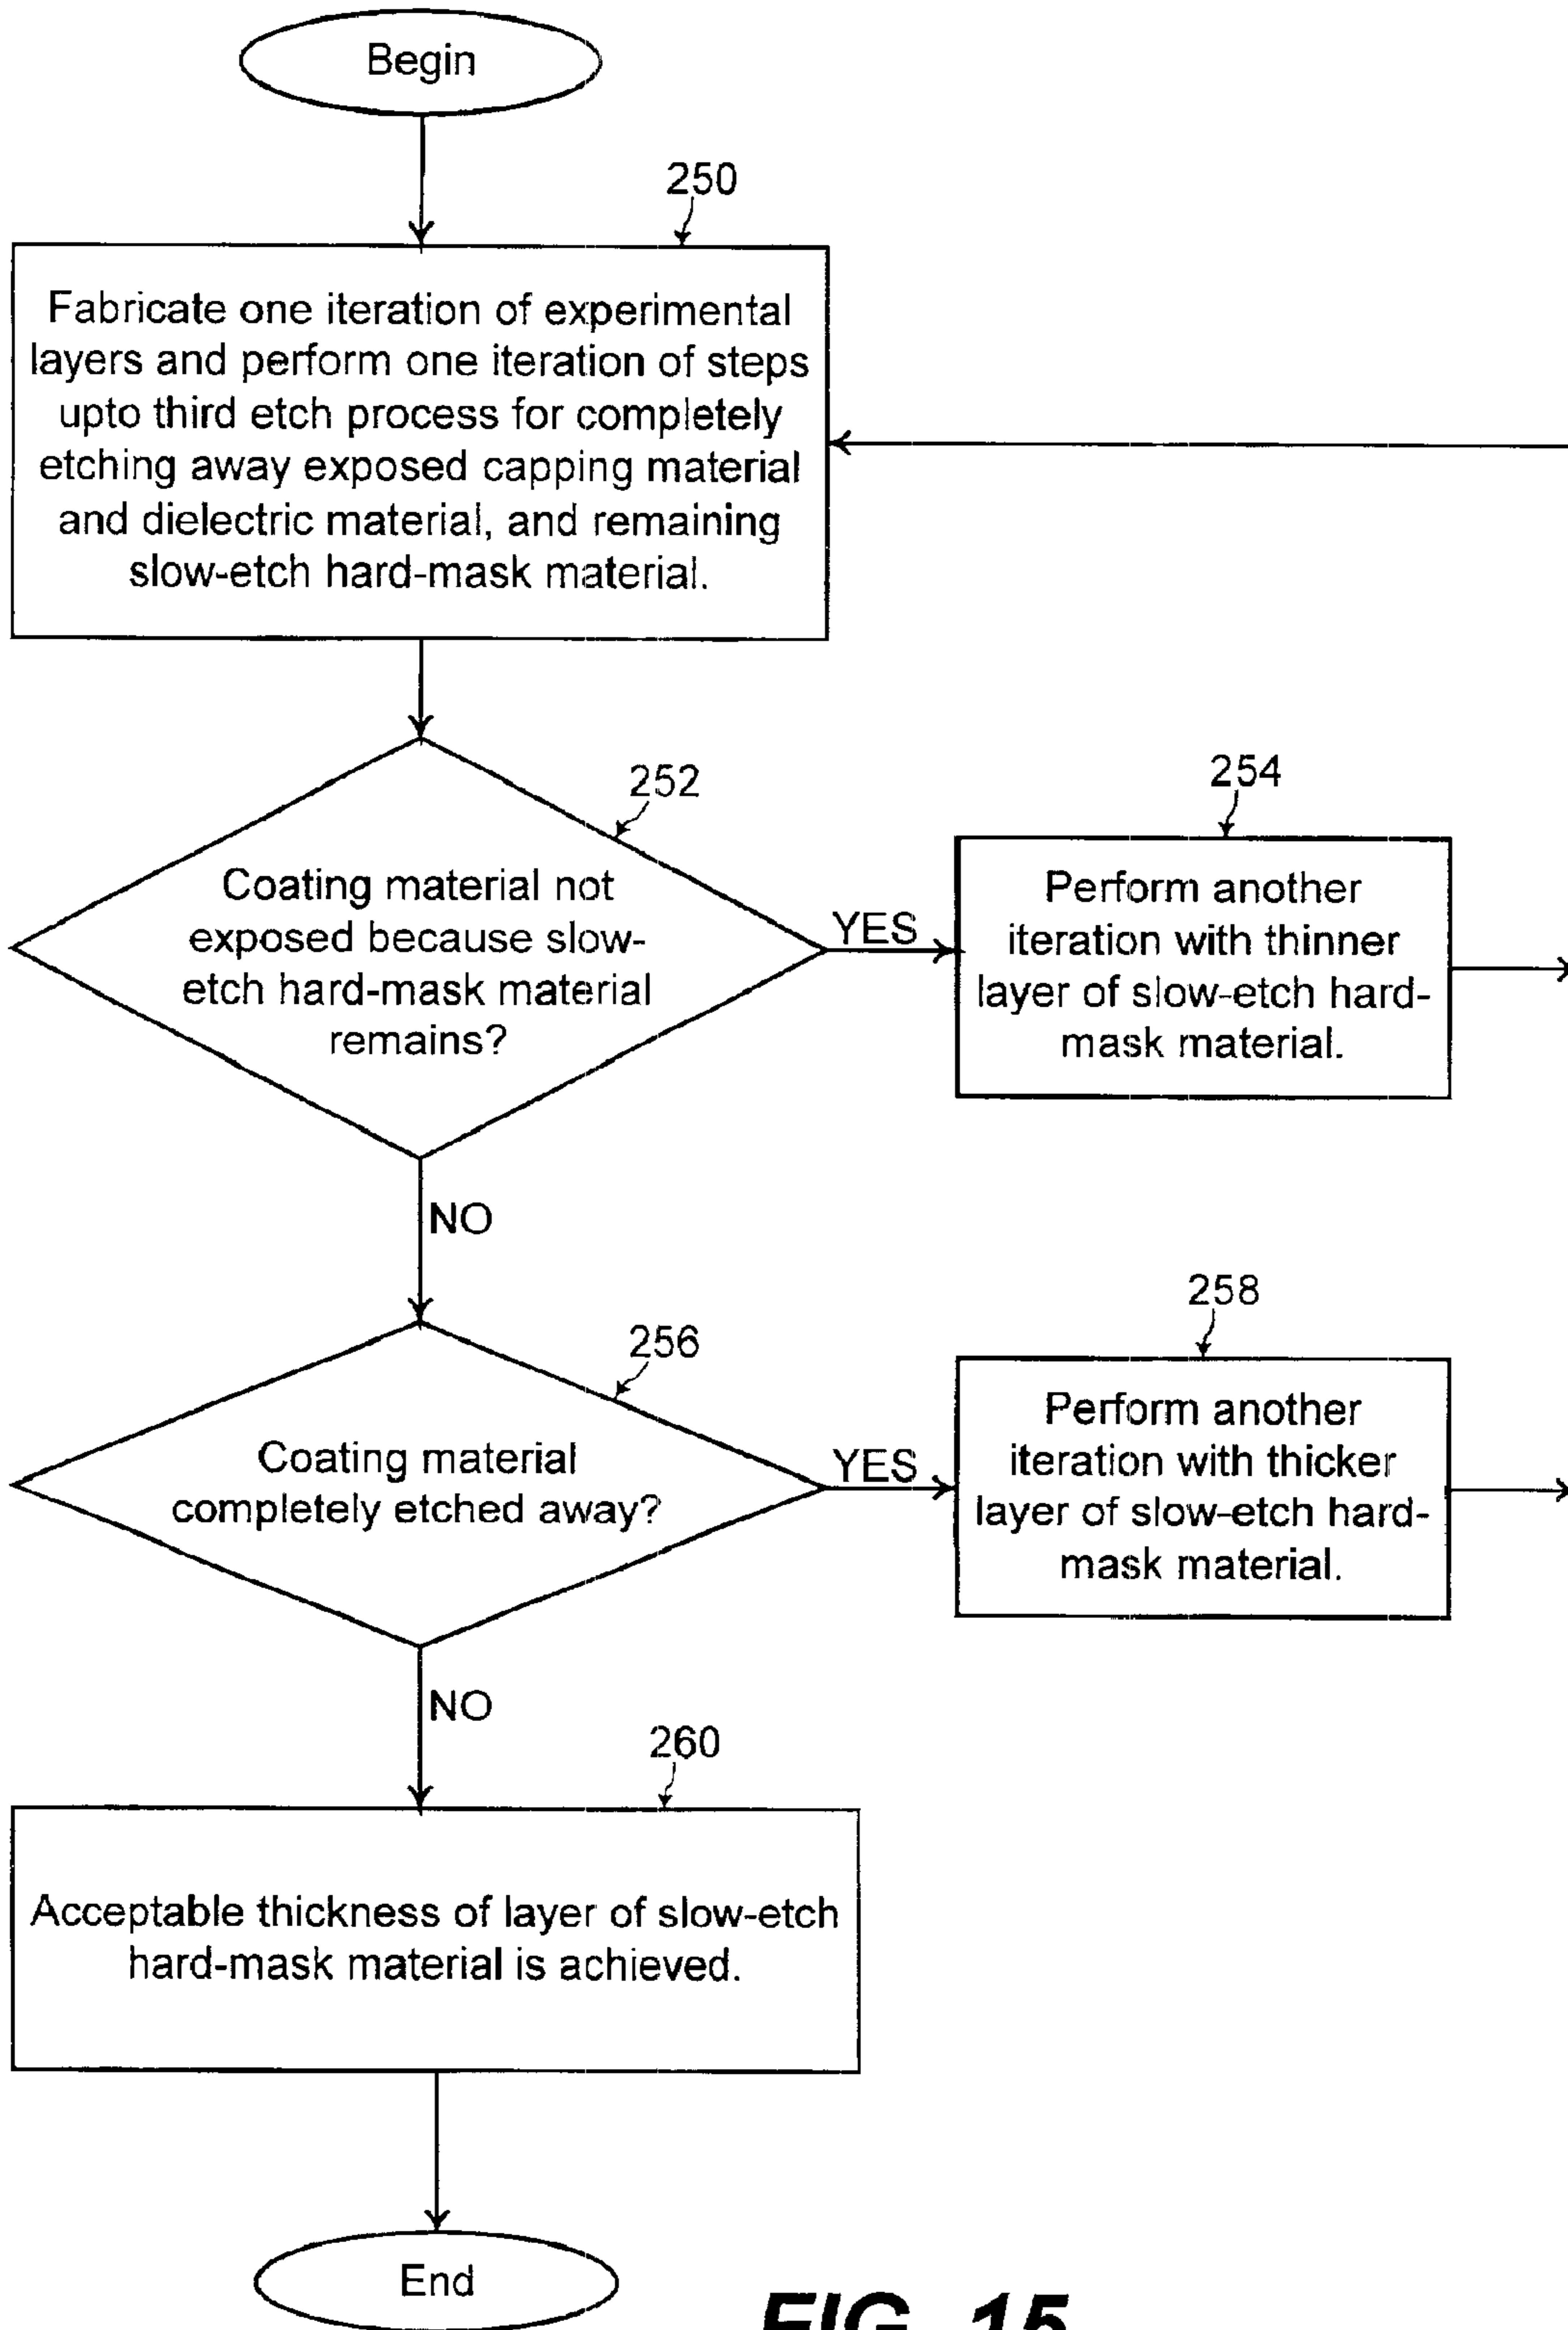 Begin
250
Fabricate one iteration of experimental
layers and perform one iteration of steps
upto third etch process for completely
etching away exposed capping material
and dielectric material, and remaining
slow-etch hard-mask material.
252
Coating material not
exposed because slow-
etch hard-mask material
remains?
YES
254
Perform another
iteration with thinner
layer of slow-etch hard-
mask material.
NO
256
Coating material
completely etched away?
YES
258
Perform another
iteration with thicker
layer of slow-etch hard-
mask material.
NO
260
Acceptable thickness of layer of slow-etch
hard-mask material is achieved.
End
FIG. 15